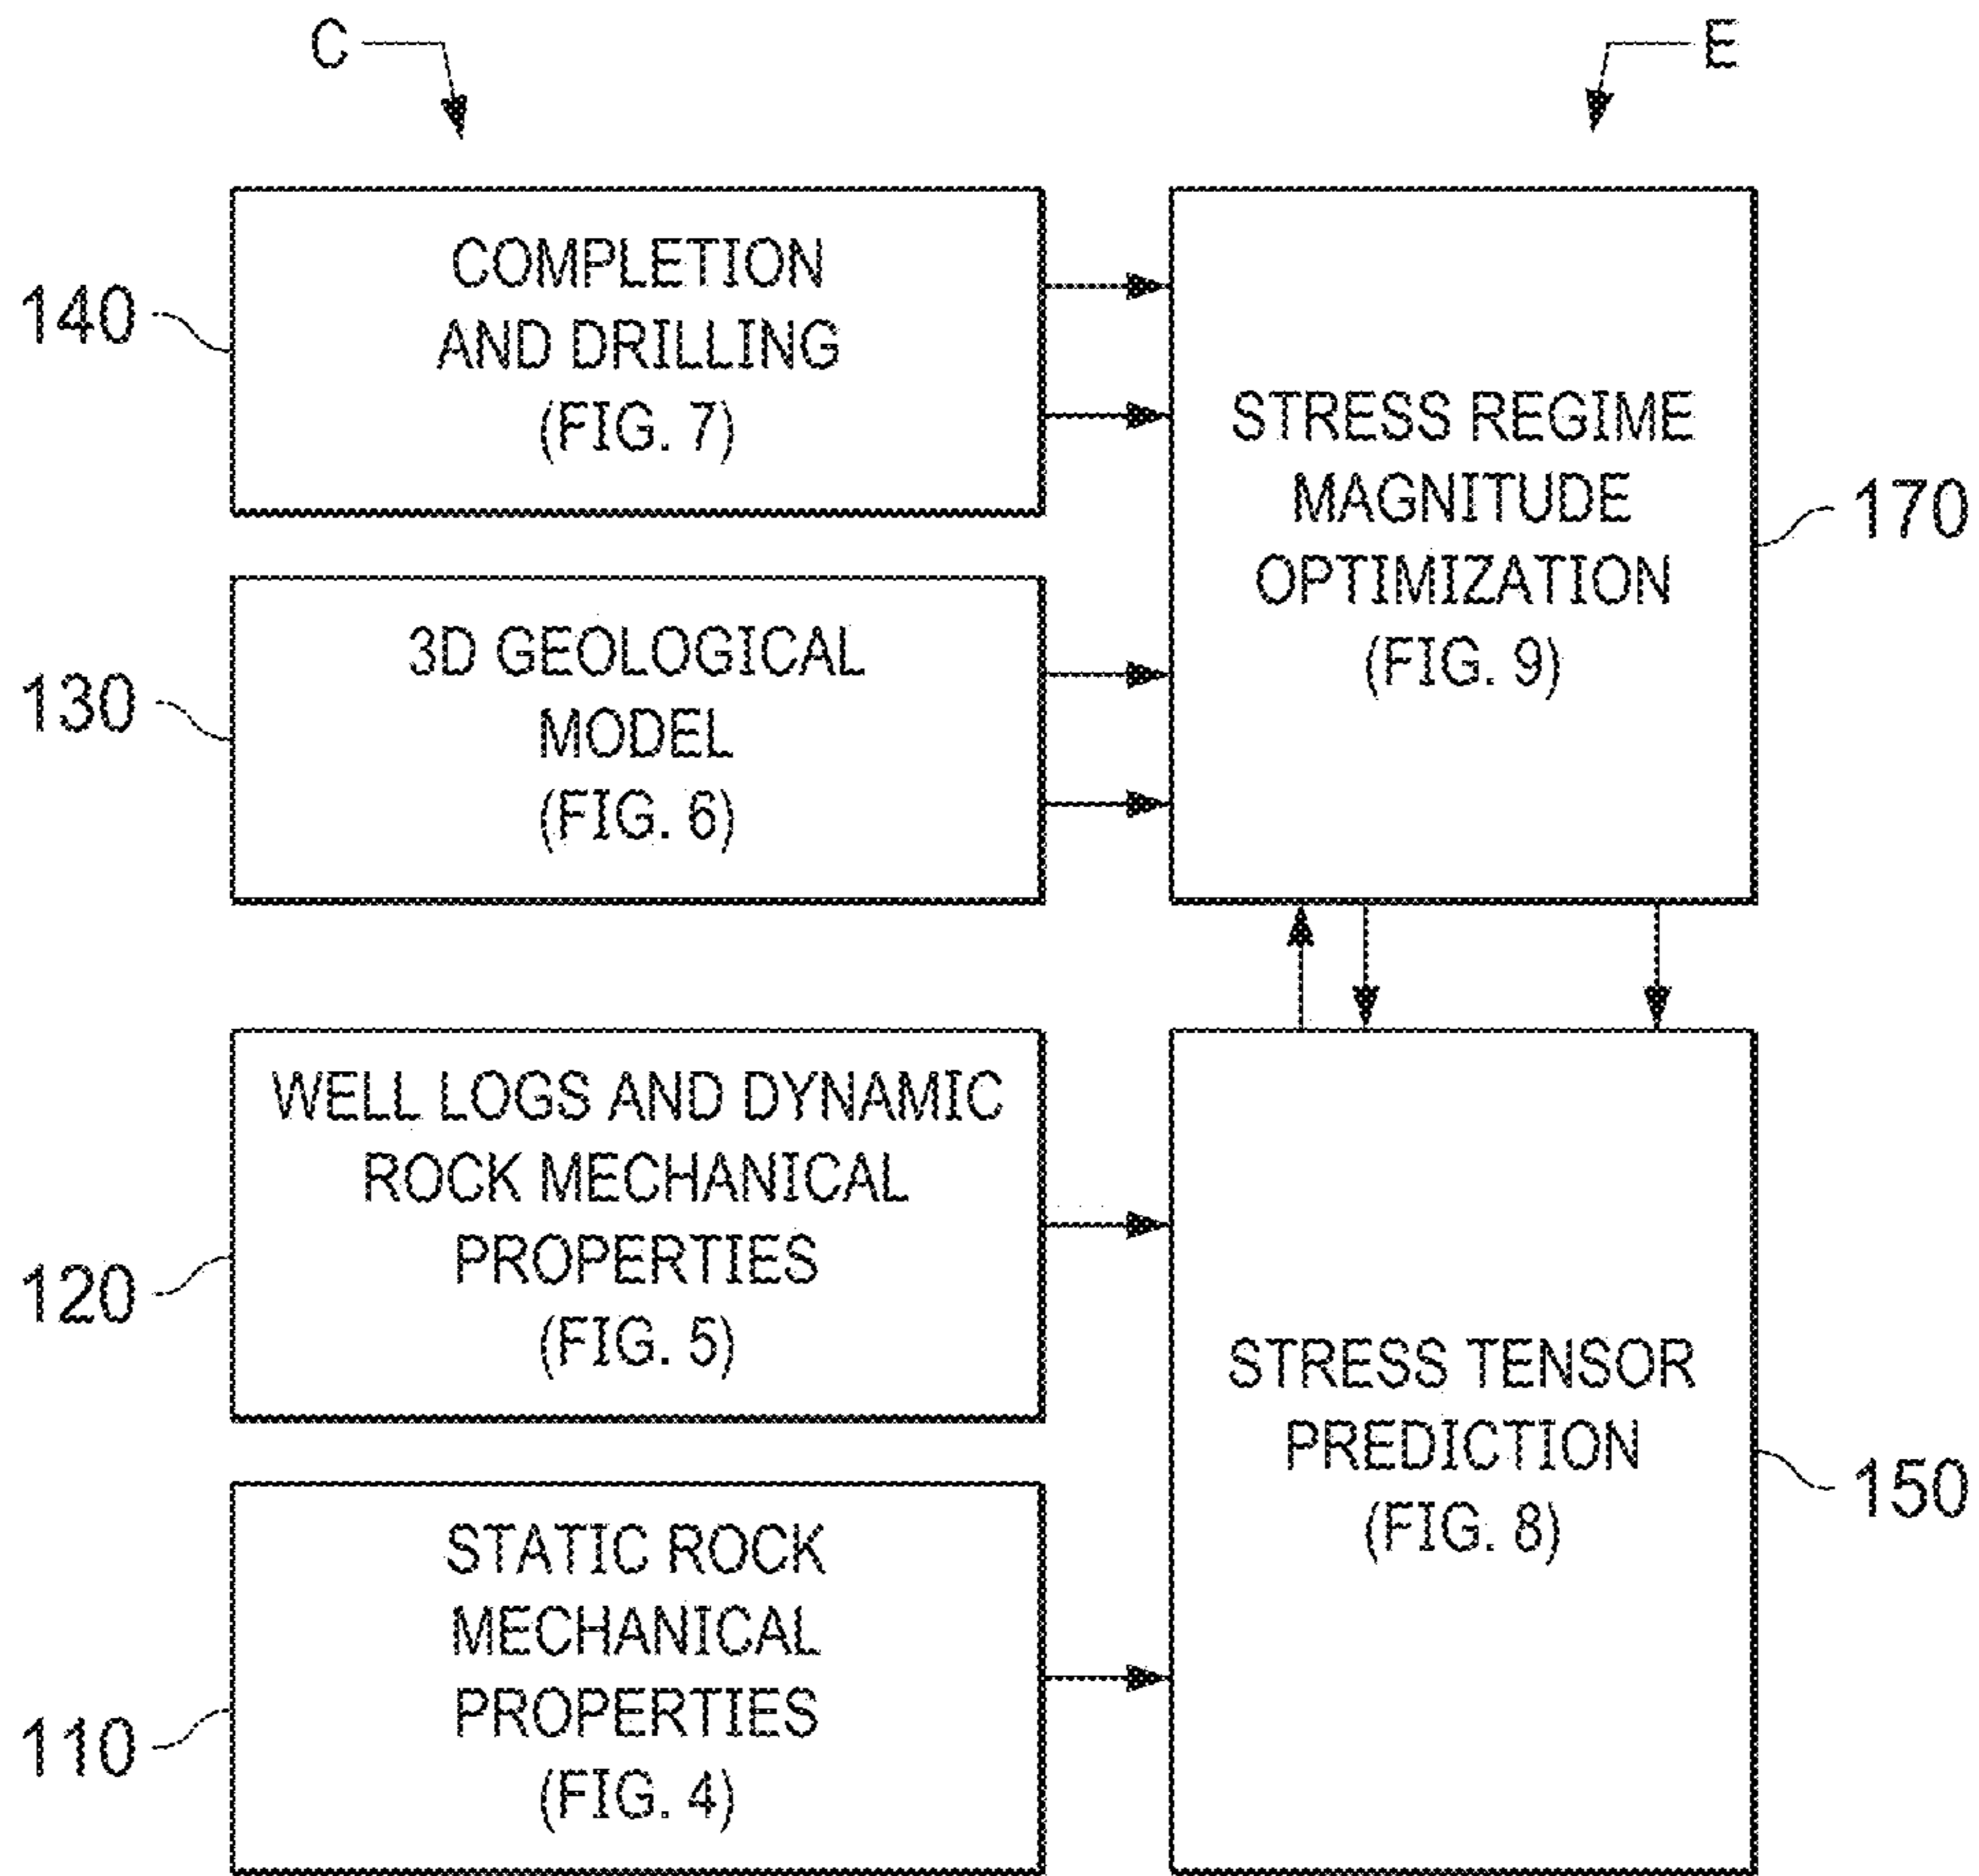 C
E
140
COMPLETION
AND DRILLING
(FIG. 7)
130
3D GEOLOGICAL
MODEL
(FIG. 6)
STRESS REGIME
MAGNITUDE
OPTIMIZATION
(FIG. 9)
170
120
WELL LOGS AND DYNAMIC
ROCK MECHANICAL
PROPERTIES
(FIG. 5)
110
STATIC ROCK
MECHANICAL
PROPERTIES
(FIG. 4)
STRESS TENSOR
PREDICTION
(FIG. 8)
150